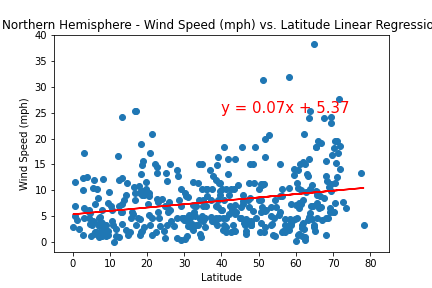 Northern Hemisphere - Wind Speed (mph) vs. Latitude Linear Regressio
40
35
30
25
20
15
10
5
0
Wind Speed (mph)
y = 0.07x + 5.37
0 10 20 30 40 50 60 70 80
Latitude